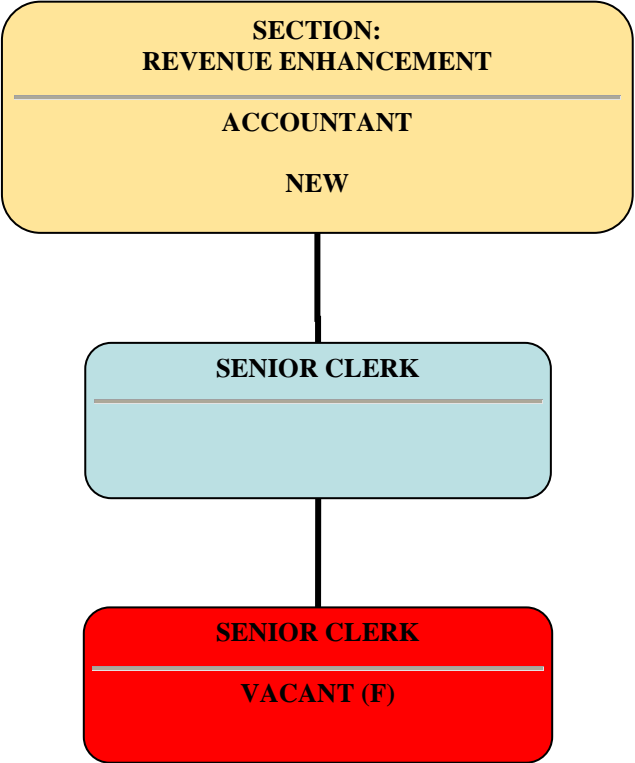 SECTION:
REVENUE ENHANCEMENT
ACCOUNTANT
NEW
SENIOR CLERK
SENIOR CLERK
VACANT (F)